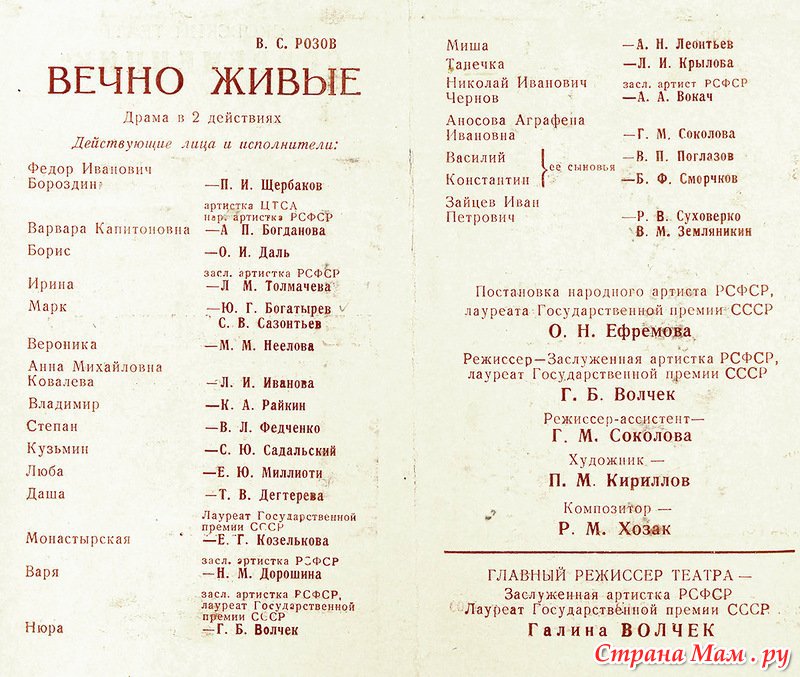 В. С. РОЗОВ
ВЕЧНО ЖИВЫЕ
Драма в 2 действиях
Действующие лица и исполнители:
Федор Иванович
Бороздин —П. И. Щербаков
артистка ЦТСА
нар. артистка РСФСР
Варвара Капитоновна —А П. Богданова
Борис —О. И. Даль
засл. артистка РСФСР
Ирина —Л М. Толмачева
Марк —Ю. Г. Богатырев
С. В. Сазонтьев
Вероника —М. М. Неелова
Анна Михайловна
Ковалева —Л. И. Иванова
Владимир —К. А. Райкин
Степан —В. Л. Федченко
Кузьмин —С. Ю. Садальский
Люба —Е. Ю. Миллиоти
Даша —Т. В. Дегтерева
Лауреат Государственной
премии СССР
Монастырская —Е. Г. Козелькова
засл. артистка РСФСР
Варя —Н. М. Дорошина
засл. артистка РСФСР,
лауреат Государственной
премии СССР
Нюра —Г. Б. Волчек
Миша —А. Н. Леонтьев
Танечка —Л. И. Крылова
Николай Иванович засл. артист РСФСР
Чернов —А. А. Вокач
Аносова Аграфена
Ивановна —Г. М. Соколова
Василий —В. П. Поглазов
ее сыновья
Константин —Б. Ф. Сморчков
Зайцев Иван
Петрович —Р. В. Суховерко
В. М. Земляникин
Постановка народного артиста РСФСР,
лауреата Государственной премии СССР
О. Н. Ефремова
Режиссер—Заслуженная артистка РСФСР,
лауреат Государственной премии СССР
Г. Б. Волчек
Режиссер-ассистент—
Г. М. Соколова
Художник —
П. М. Кириллов
Композитор —
Р. М. Хозак
ГЛАВНЫЙ РЕЖИССЕР ТЕАТРА —
Заслуженная артистка РСФСР
Лауреат Государственной премии СССР
Галина ВОЛЧЕК
Страна Мам.ру